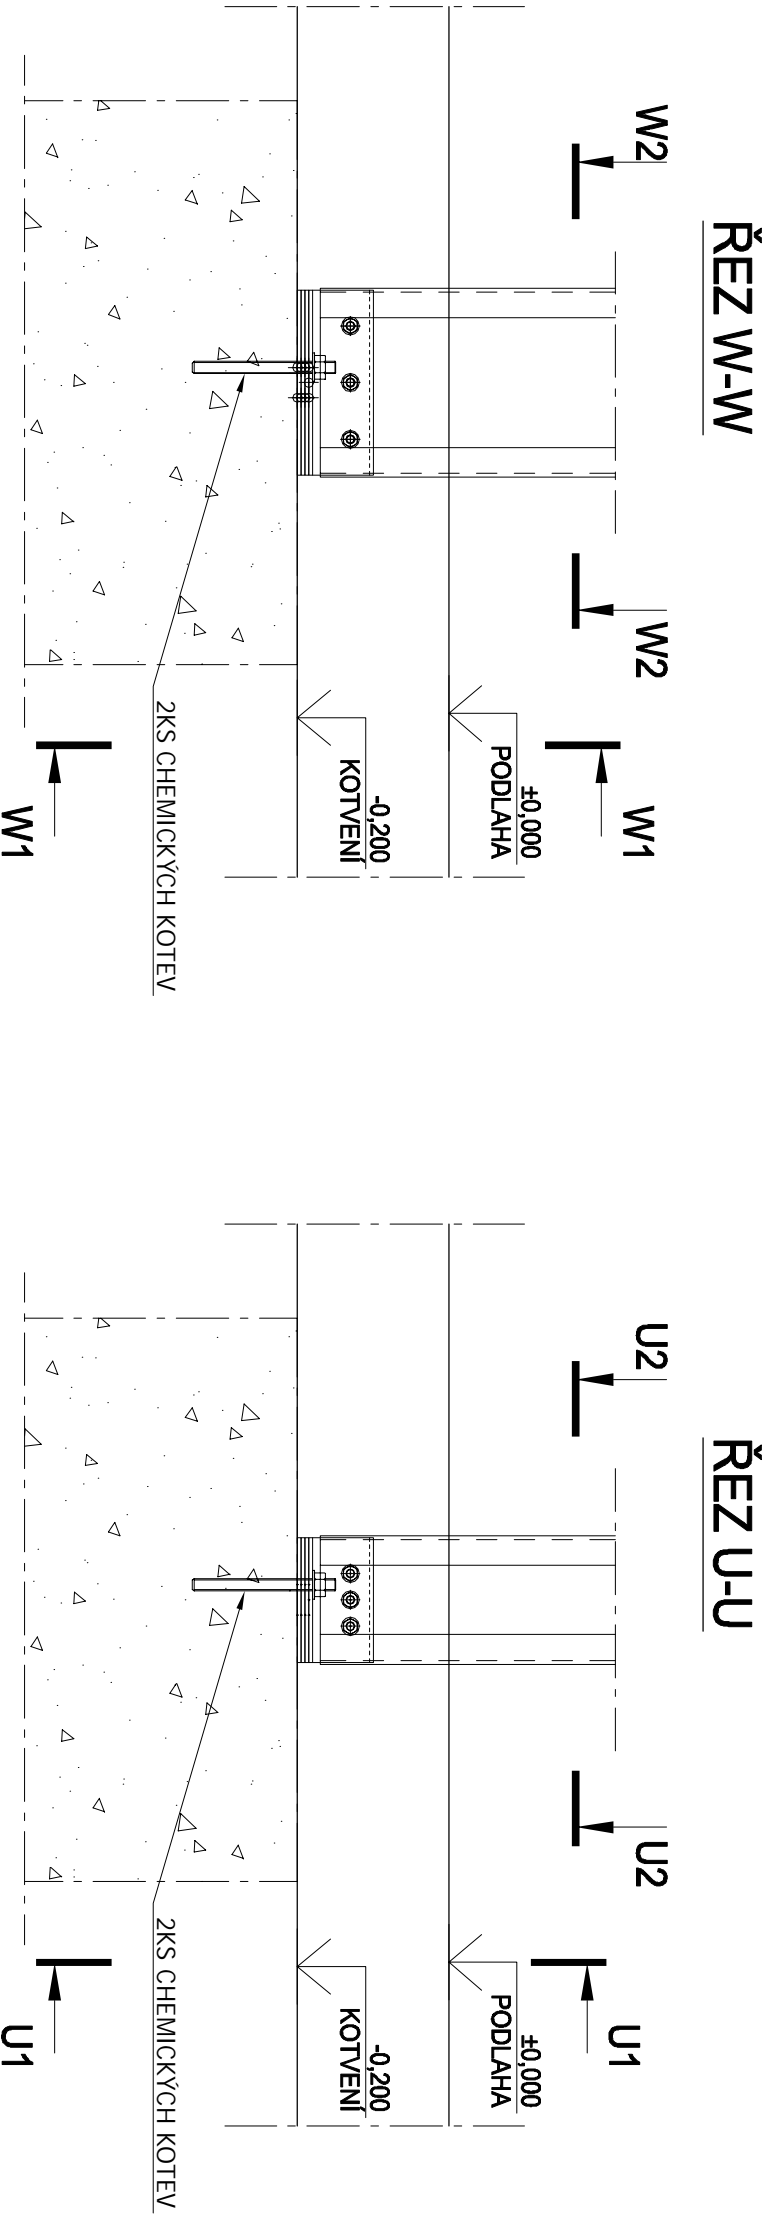 ŘEZ W-W
W2
W2
W1
±0,000
PODLAHA
-0,200
KOTVENÍ
2KS CHEMICKÝCH KOTEV
W1
ŘEZ U-U
U2
U2
U1
±0,000
PODLAHA
-0,200
KOTVENÍ
2KS CHEMICKÝCH KOTEV
U1